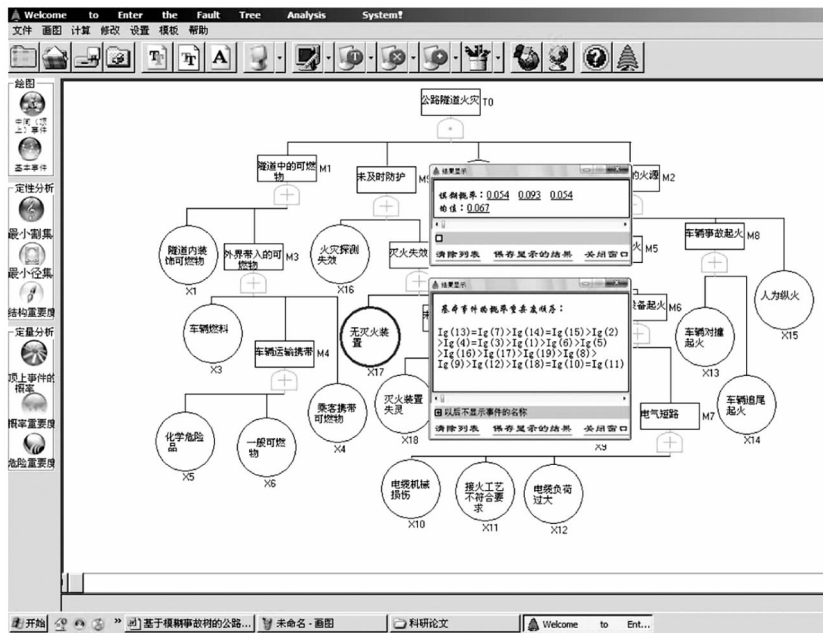 Welcome to Enter the Fault Tree Analysis System!
文件 画图 计算 修改 设置 模板 帮助
绘图
中间(顶上)事件
基本事件
定性分析
最小割集
最小径集
结构重要度
定量分析
顶上事件的概率
概率重要度
危险重要度
公路隧道火灾 T0
隧道中的可燃物 M1
未及时防护
的火源 M2
隧道内装饰可燃物
X1
外界带入的可燃物 M3
火灾探测失效
X16
灭火失效
M5
车辆事故起火 M8
车辆燃料
X3
车辆运输携带 M4
无灭火装置
X17
设备起火 M6
车辆对撞起火
X13
人为纵火
X15
化学危险品
X5
一般可燃物
X6
乘客携带可燃物
X4
灭火装置失灵
X18
X9
电气短路 M7
车辆追尾起火
X14
电缆机械损伤
X10
接火工艺不符合要求
X11
电缆负荷过大
X12
结果显示
模糊概率:0.054 0.093 0.054
均值:0.067
清除列表 保存显示的结果 关闭窗口
结果显示
基本事件的概率重要度顺序:
Ig(13)=Ig(7)>Ig(14)=Ig(15)>Ig(2)
>Ig(4)=Ig(3)>Ig(1)>Ig(6)>Ig(5)
>Ig(16)>Ig(17)>Ig(19)>Ig(8)>
Ig(9)>Ig(12)>Ig(18)=Ig(10)=Ig(11)
以后不显示事件的名称
清除列表 保存显示的结果 关闭窗口
开始 » 基于模糊事故树的公路... 未命名 - 画图 科研论文 Welcome to Ent...